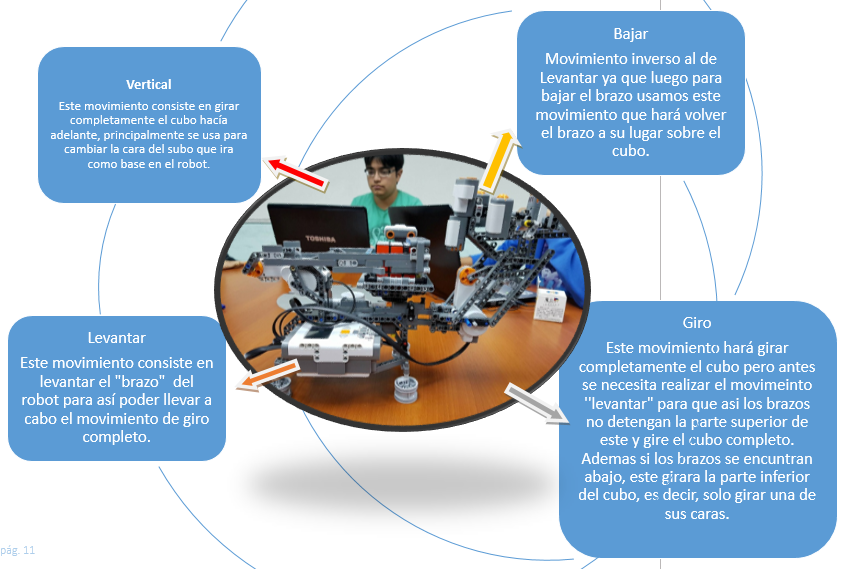 Vertical
Este movimiento consiste en girar
completamente el cubo hacía
adelante, principalmente se usa para
cambiar la cara del subo que ira
como base en el robot.
Bajar
Movimiento inverso al de
Levantar ya que luego para
bajar el brazo usamos este
movimiento que hará volver
el brazo a su lugar sobre el
cubo.
TOSHIBA
Levantar
Este movimiento consiste en
levantar el "brazo" del
robot para así poder llevar a
cabo el movimiento de giro
completo.
Giro
Este movimiento hará girar
completamente el cubo pero antes
se necesita realizar el movimeinto
''levantar" para que asi los brazos
no detengan la parte superior de
este y gire el cubo completo.
Ademas si los brazos se encuntran
abajo, este girara la parte inferior
del cubo, es decir, solo girar una de
sus caras.
pág. 11